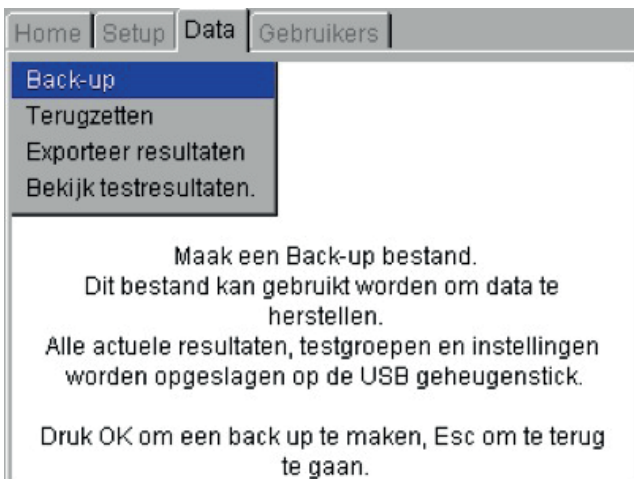 Home Setup Data Gebruikers
Back-up
Terugzetten
Exporteer resultaten
Bekijk testresultaten.
Maak een Back-up bestand.
Dit bestand kan gebruikt worden om data te
herstellen.
Alle actuele resultaten, testgroepen en instellingen
worden opgeslagen op de USB geheugenstick.
Druk OK om een back up te maken, Esc om te terug
te gaan.